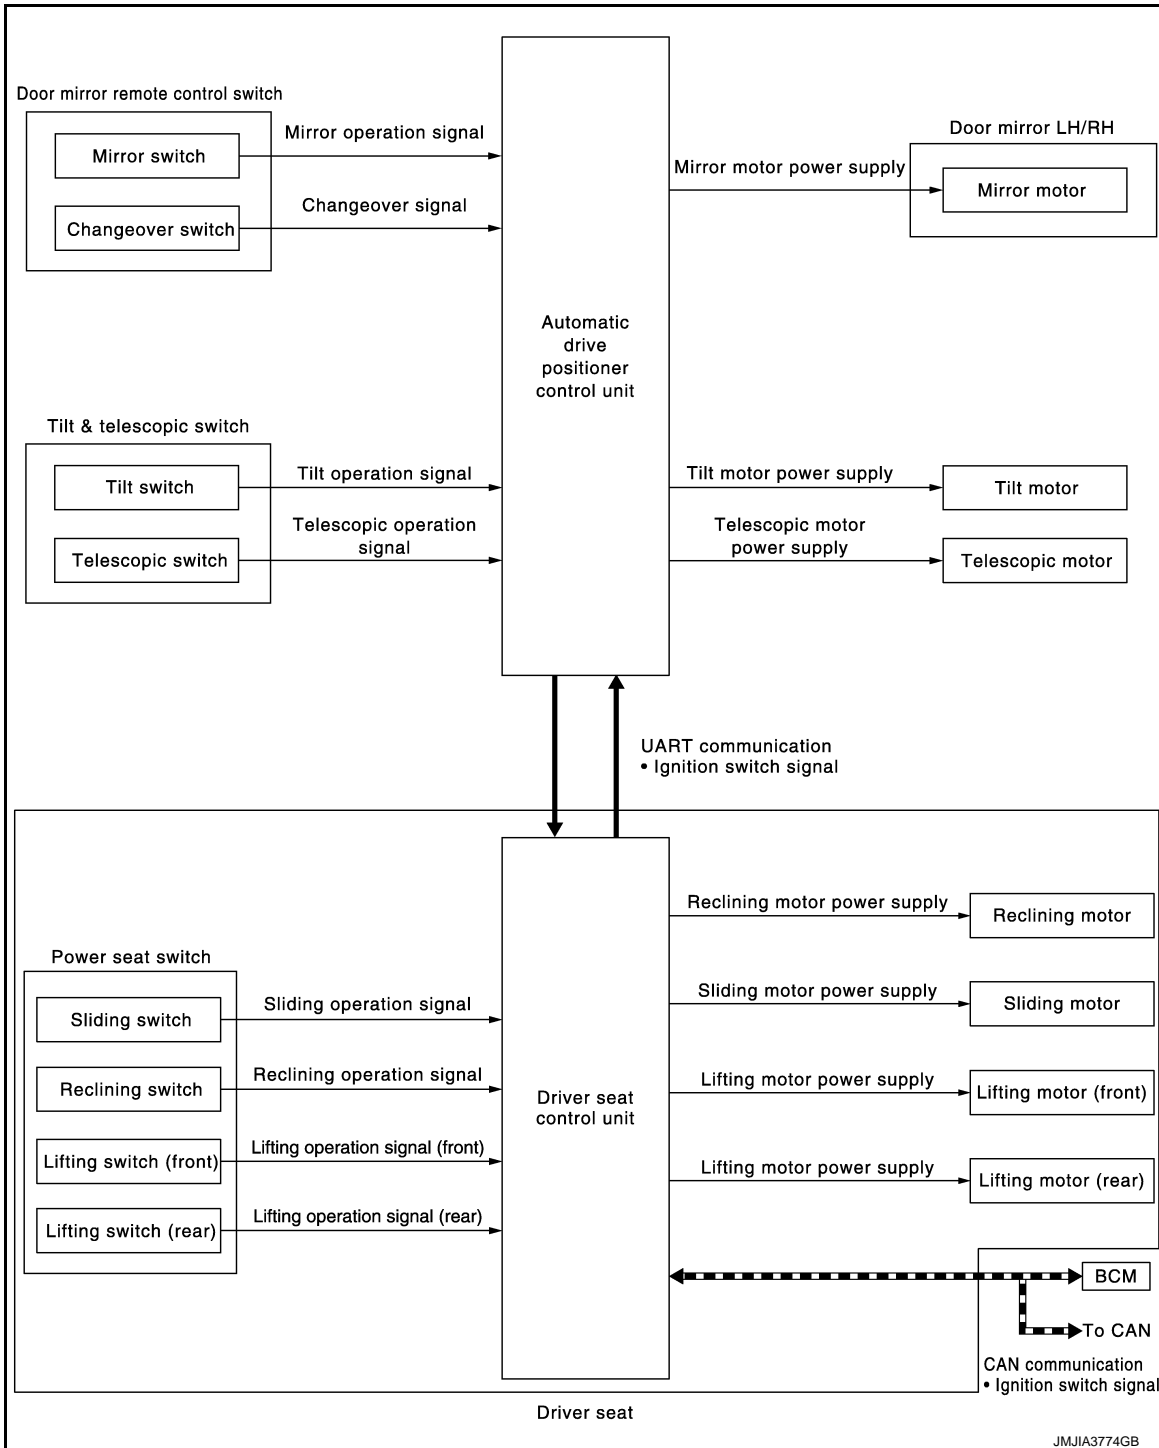 Door mirror remote control switch
Mirror switch
Mirror operation signal
Changeover switch
Changeover signal
Automatic
drive
positioner
control unit
Mirror motor power supply
Door mirror LH/RH
Mirror motor
Tilt & telescopic switch
Tilt switch
Tilt operation signal
Telescopic switch
Telescopic operation
signal
Tilt motor power supply
Tilt motor
Telescopic motor
power supply
Telescopic motor
UART communication
• Ignition switch signal
Power seat switch
Sliding switch
Sliding operation signal
Reclining switch
Reclining operation signal
Lifting switch (front)
Lifting operation signal (front)
Lifting switch (rear)
Lifting operation signal (rear)
Driver seat
control unit
Reclining motor power supply
Reclining motor
Sliding motor power supply
Sliding motor
Lifting motor power supply
Lifting motor (front)
Lifting motor power supply
Lifting motor (rear)
BCM
To CAN
CAN communication
• Ignition switch signal
Driver seat
JMJIA3774GB